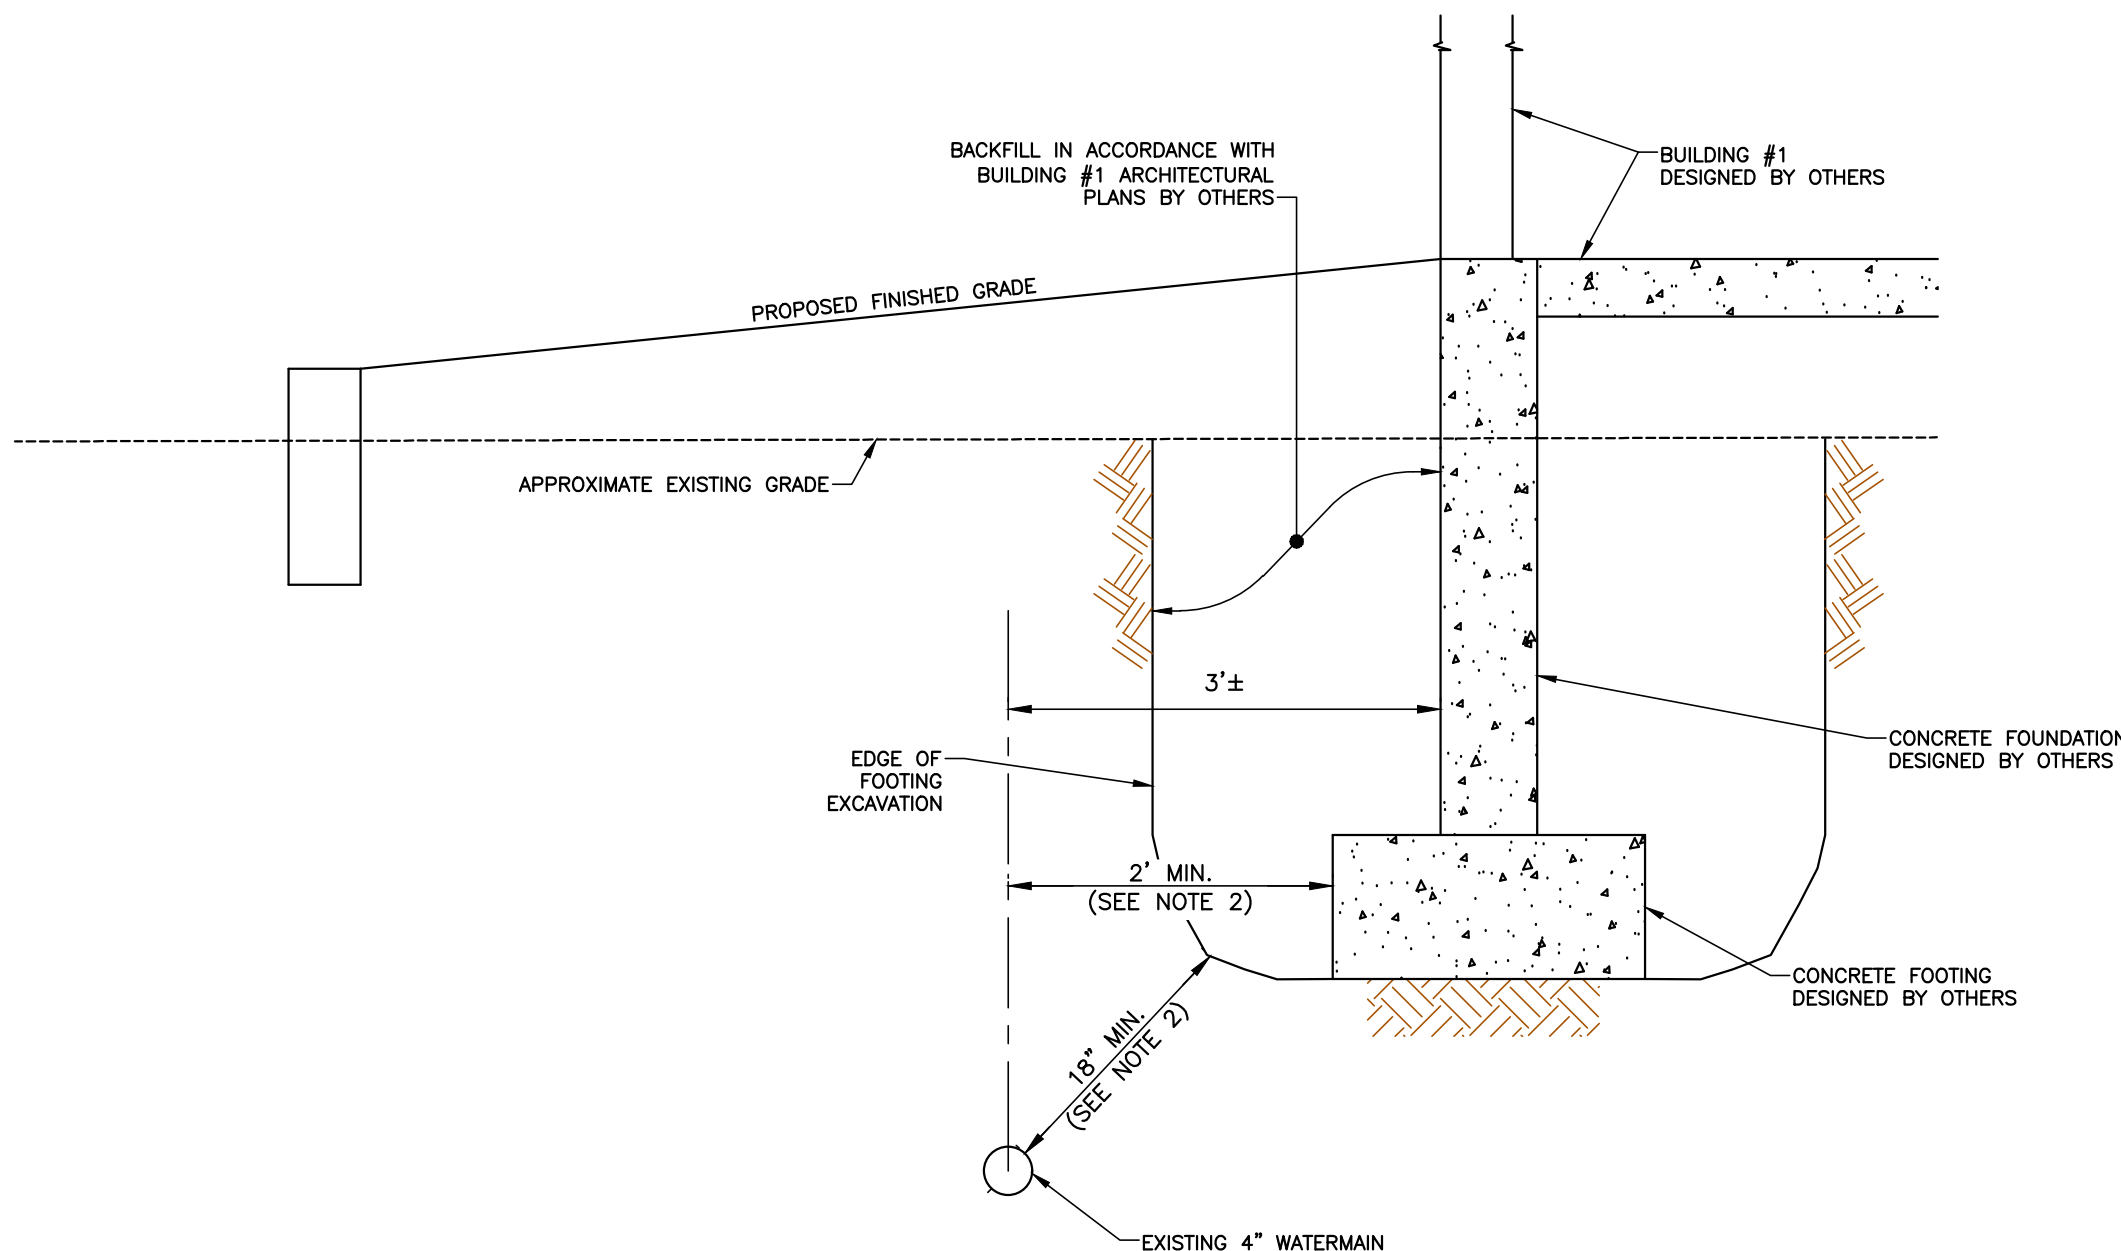 BACKFILL IN ACCORDANCE WITH
BUILDING #1 ARCHITECTURAL
PLANS BY OTHERS
BUILDING #1
DESIGNED BY OTHERS
PROPOSED FINISHED GRADE
APPROXIMATE EXISTING GRADE
3'±
EDGE OF
FOOTING
EXCAVATION
CONCRETE FOUNDATION
DESIGNED BY OTHERS
2' MIN.
(SEE NOTE 2)
CONCRETE FOOTING
DESIGNED BY OTHERS
18" MIN.
(SEE NOTE 2)
EXISTING 4" WATERMAIN